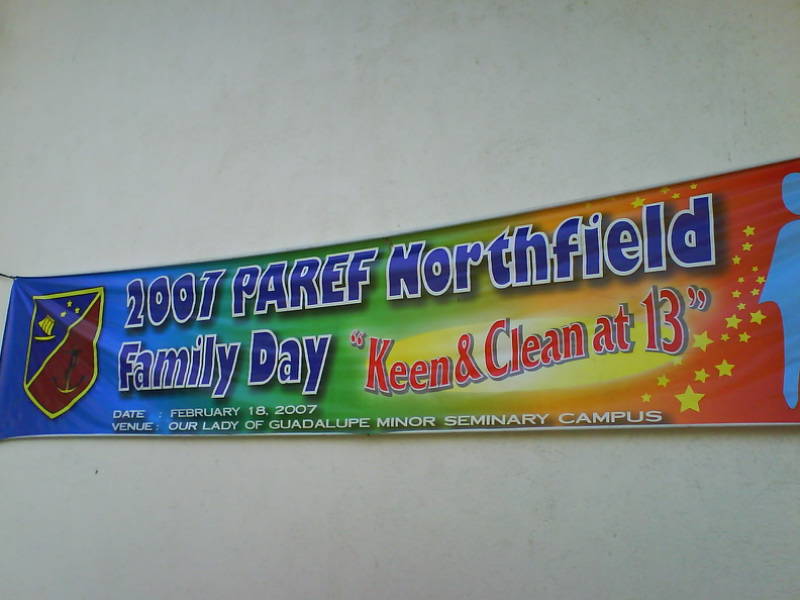 2007 PAREF Northfield
Family Day "Keen & Clean at 13"
DATE : FEBRUARY 18, 2007
VENUE : OUR LADY OF GUADALUPE MINOR SEMINARY CAMPUS